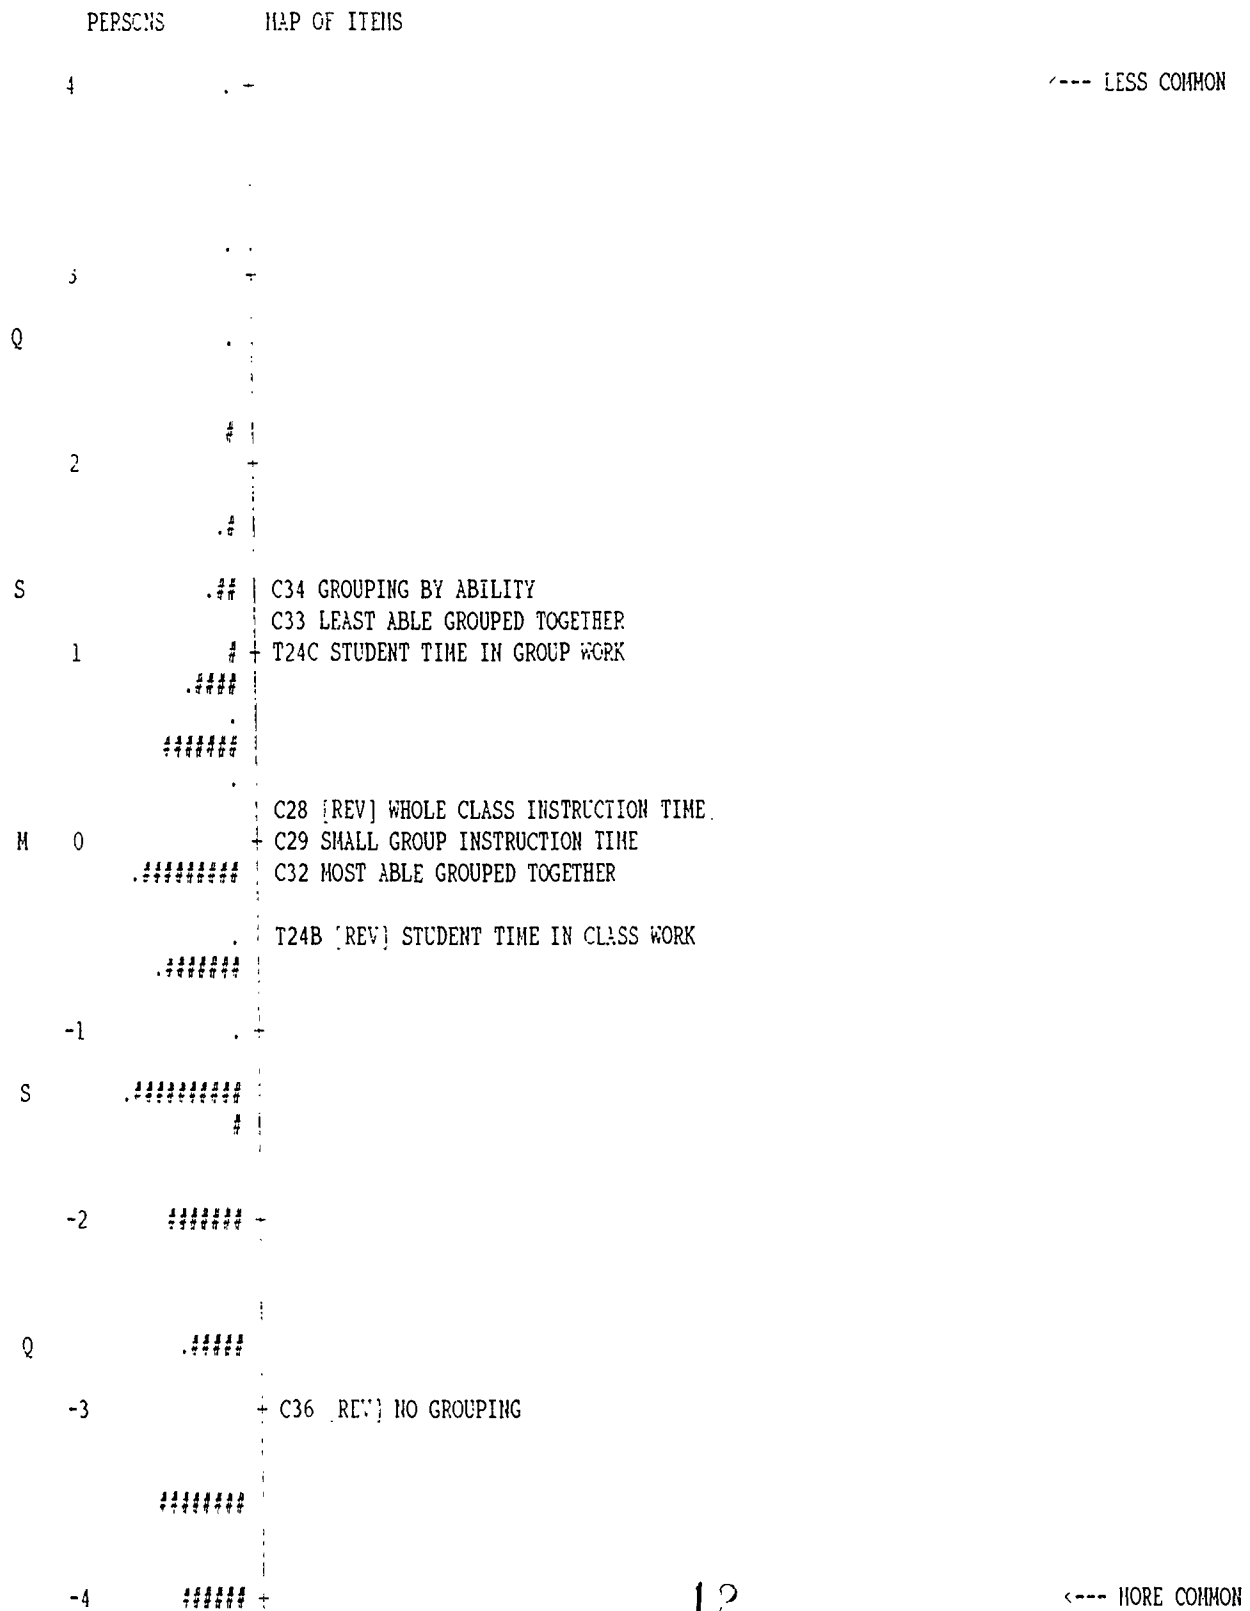 PERSONS MAP OF ITEMS
4 . + <--- LESS COMMON
. 
3 +
Q .
# |
2 +
.# |
S .## | C34 GROUPING BY ABILITY
C33 LEAST ABLE GROUPED TOGETHER
1 # + T24C STUDENT TIME IN GROUP WORK
.#### |
. |
####### |
. |
C28 [REV] WHOLE CLASS INSTRUCTION TIME
M 0 + C29 SMALL GROUP INSTRUCTION TIME
.######### | C32 MOST ABLE GROUPED TOGETHER
. | T24B [REV] STUDENT TIME IN CLASS WORK
.####### |
-1 . +
S .########## |
# |
-2 ####### +
Q .##### |
-3 + C36 [REV] NO GROUPING
######## |
-4 ###### + 12 <--- MORE COMMON